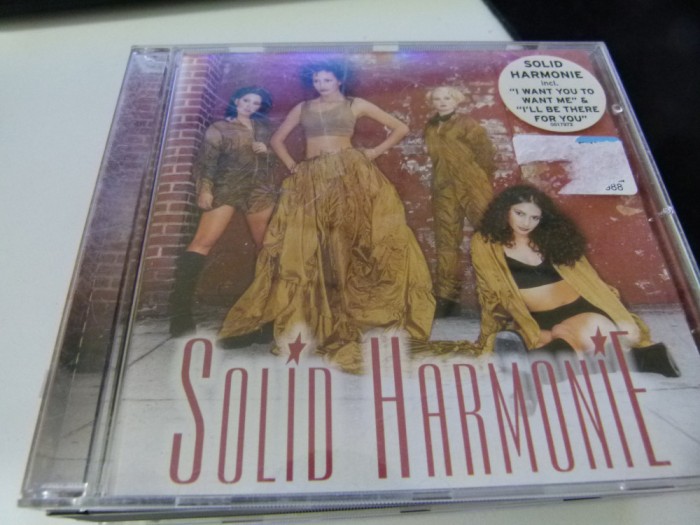 SOLID
HARMONIE
incl.
"I WANT YOU TO
WANT ME" &
"I'LL BE THERE
FOR YOU"
SOLiD HARMONiE